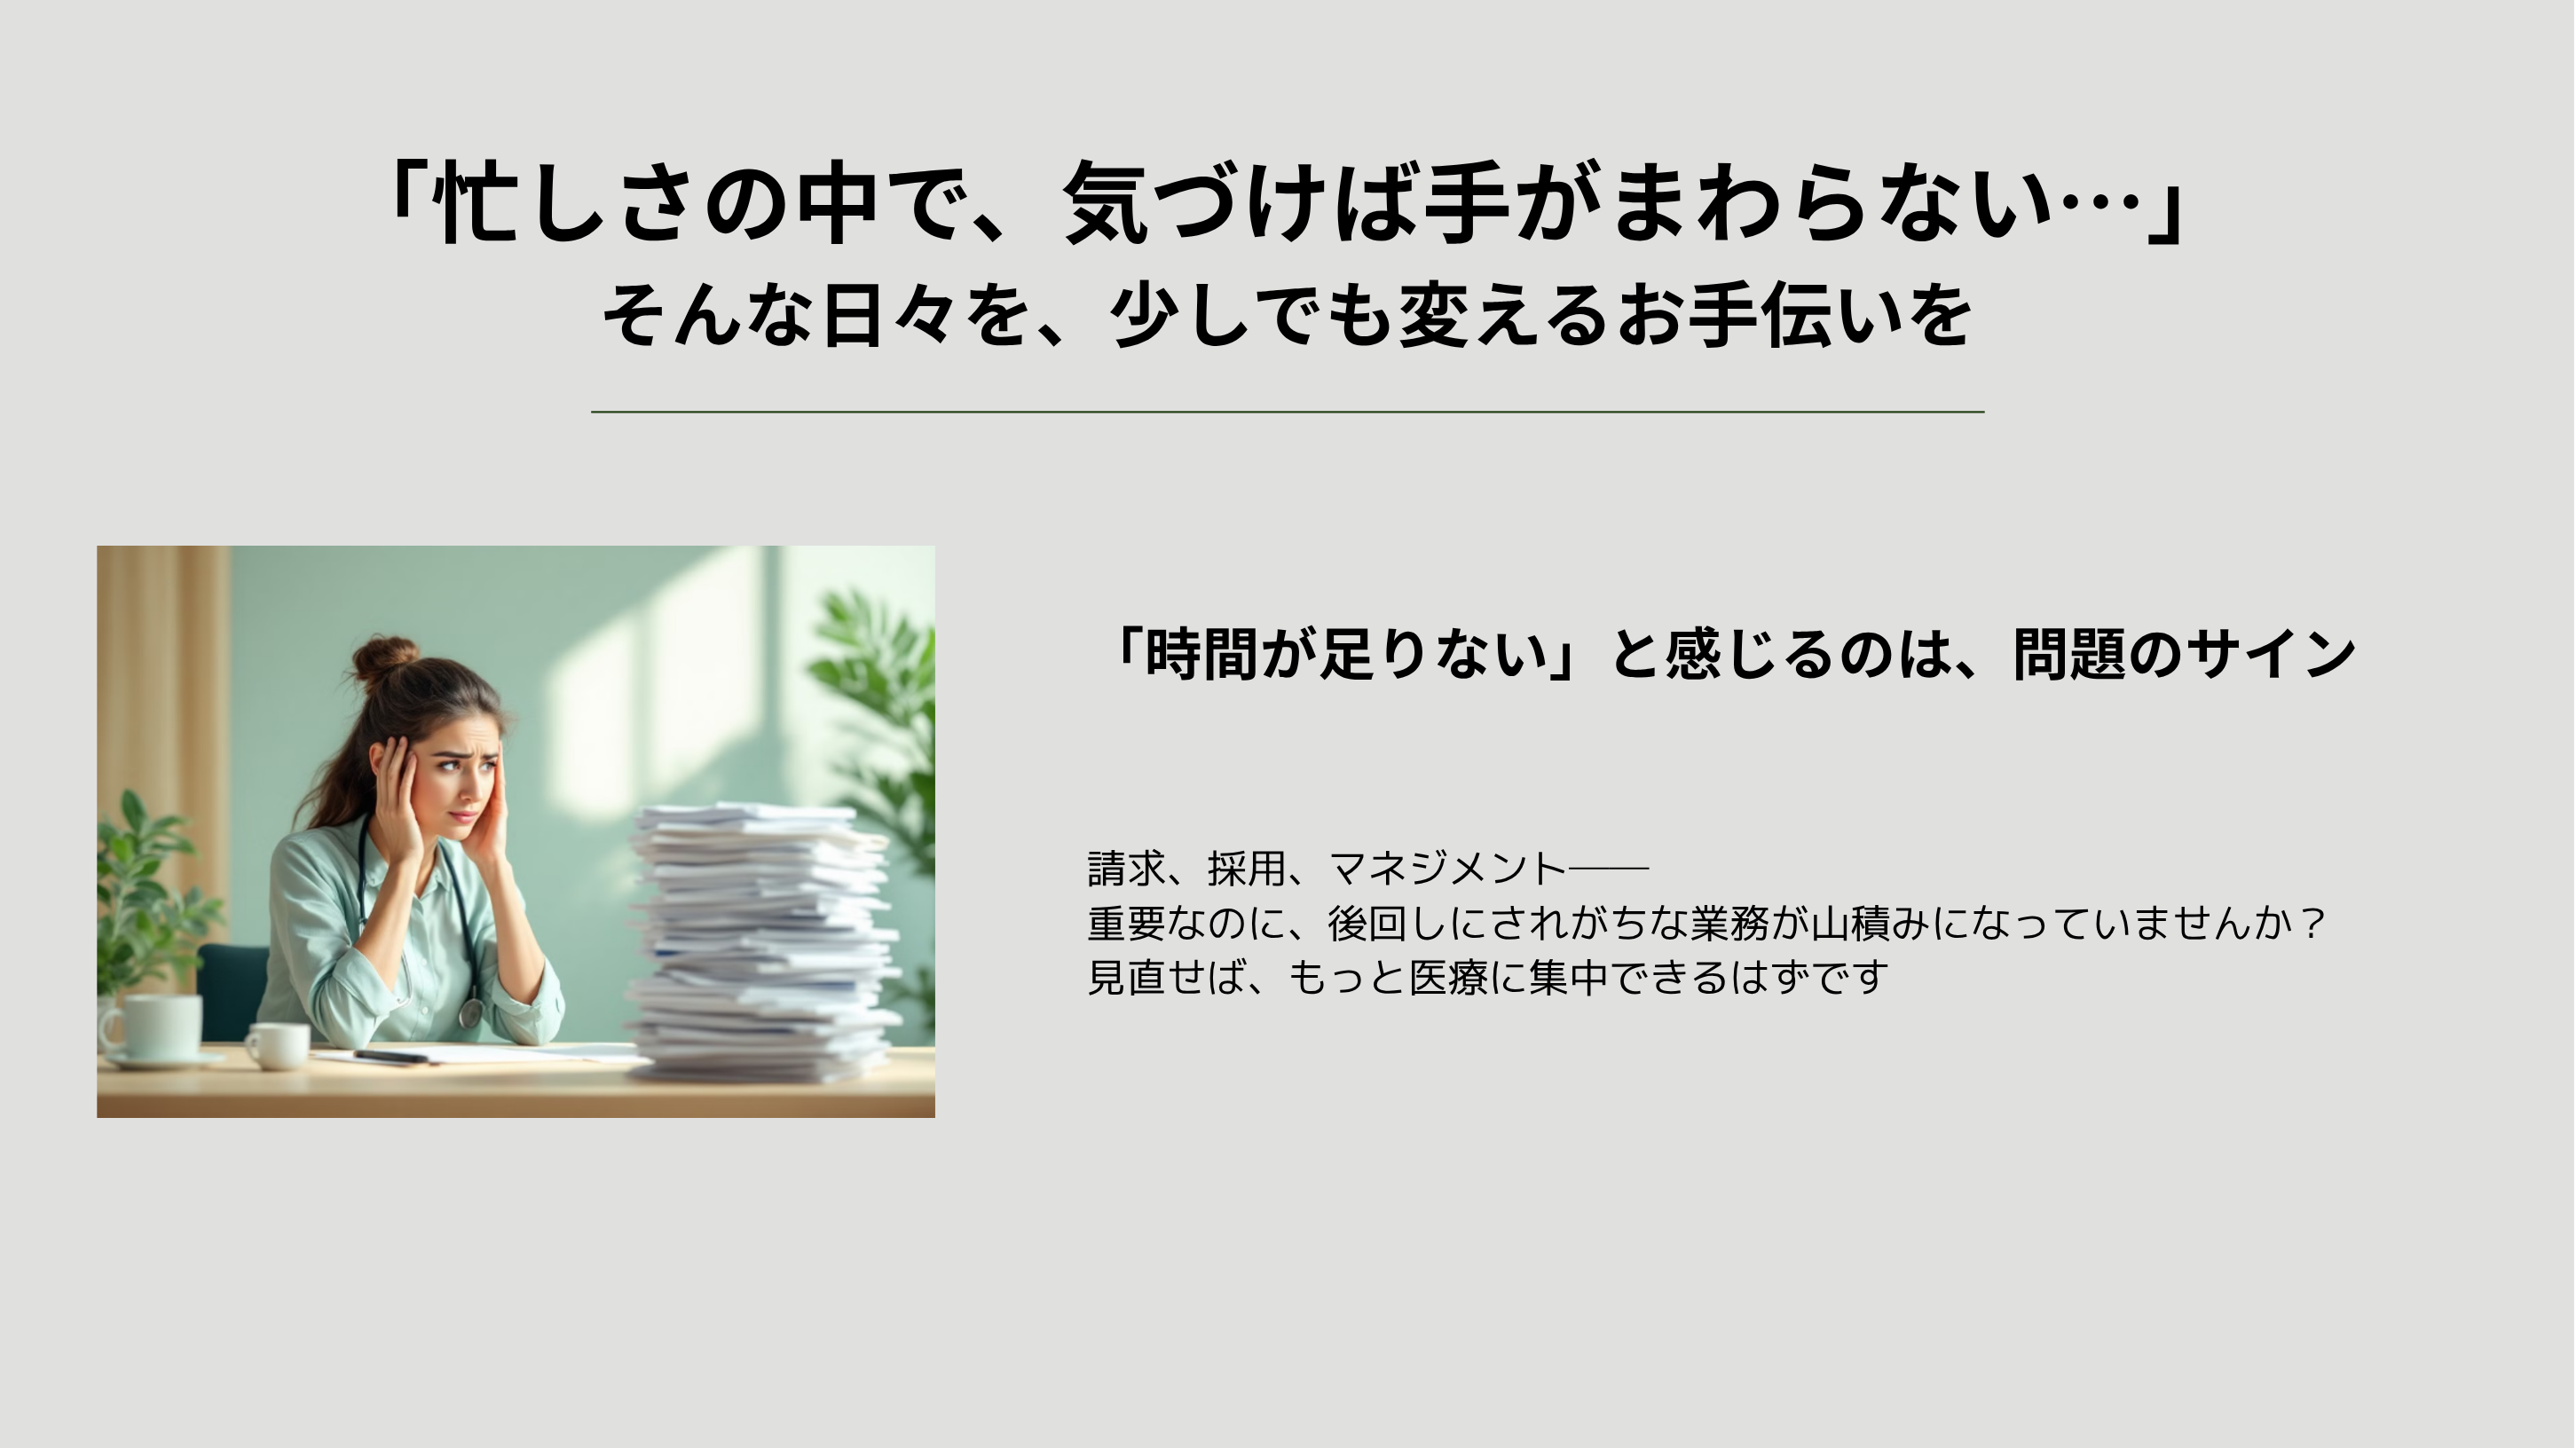 「忙しさの中で、気づけば手がまわらない…」
そんな日々を、少しでも変えるお手伝いを
「時間が足りない」と感じるのは、問題のサイン
請求、採用、マネジメント──
重要なのに、後回しにされがちな業務が山積みになっていませんか？
見直せば、もっと医療に集中できるはずです